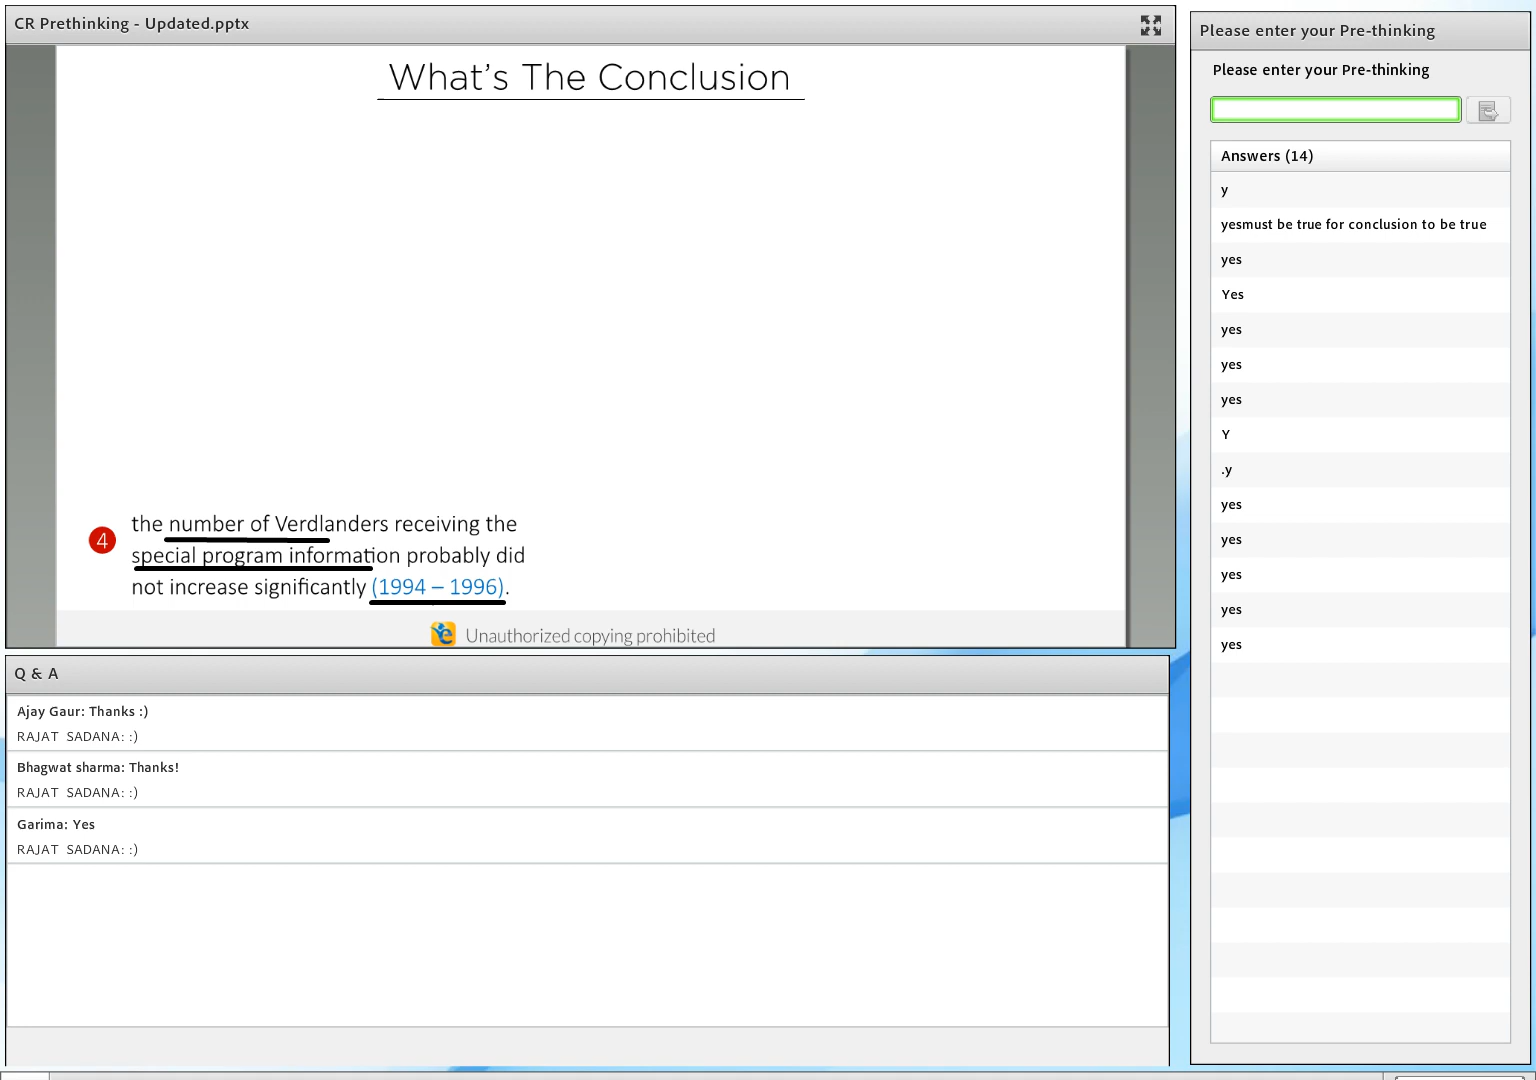 CR Prethinking - Updated.pptx
What's The Conclusion
4
the number of Verdlanders receiving the
special program information probably did
not increase significantly (1994 – 1996).
Unauthorized copying prohibited
Q & A
Ajay Gaur: Thanks :)
RAJAT SADANA: :)
Bhagwat sharma: Thanks!
RAJAT SADANA: :)
Garima: Yes
RAJAT SADANA: :)
Please enter your Pre-thinking
Please enter your Pre-thinking
Answers (14)
y
yesmust be true for conclusion to be true
yes
Yes
yes
yes
yes
Y
.y
yes
yes
yes
yes
yes